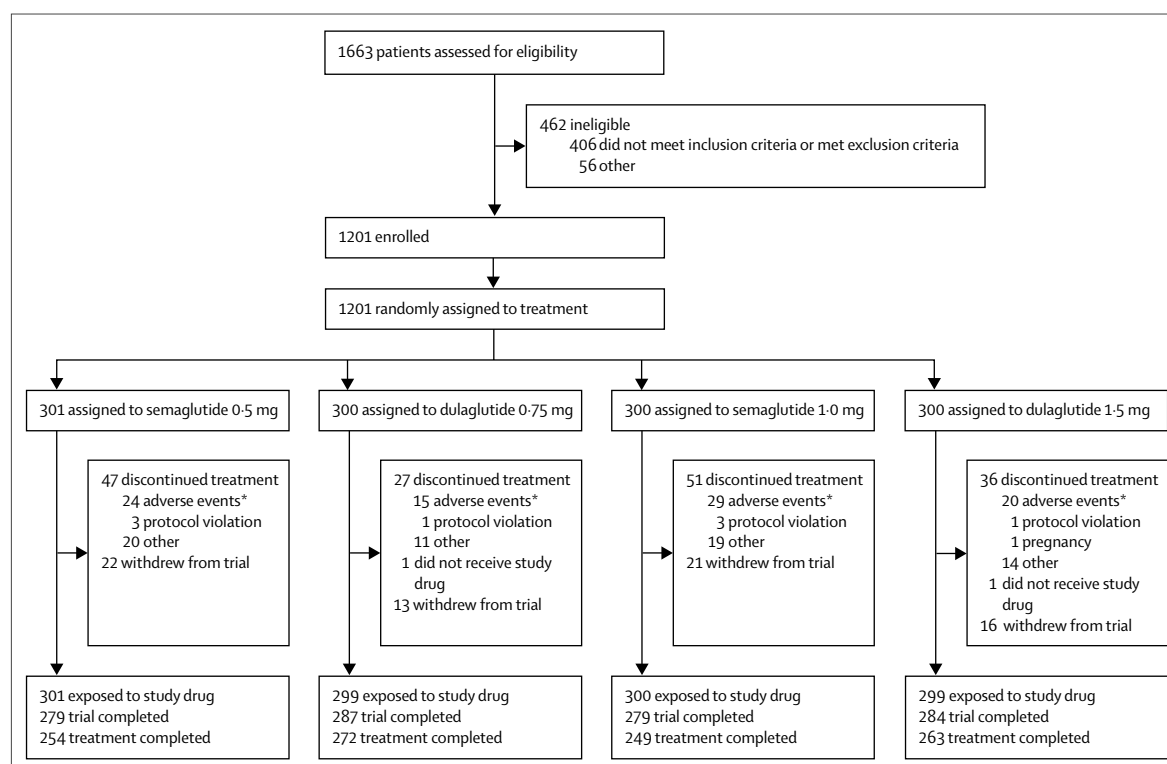 1663 patients assessed for eligibility
462 ineligible
406 did not meet inclusion criteria or met exclusion criteria
56 other
1201 enrolled
1201 randomly assigned to treatment
301 assigned to semaglutide 0·5 mg
300 assigned to dulaglutide 0·75 mg
300 assigned to semaglutide 1·0 mg
300 assigned to dulaglutide 1·5 mg
47 discontinued treatment
24 adverse events*
3 protocol violation
20 other
22 withdrew from trial
27 discontinued treatment
15 adverse events*
1 protocol violation
11 other
1 did not receive study
drug
13 withdrew from trial
51 discontinued treatment
29 adverse events*
3 protocol violation
19 other
21 withdrew from trial
36 discontinued treatment
20 adverse events*
1 protocol violation
1 pregnancy
14 other
1 did not receive study
drug
16 withdrew from trial
301 exposed to study drug
279 trial completed
254 treatment completed
299 exposed to study drug
287 trial completed
272 treatment completed
300 exposed to study drug
279 trial completed
249 treatment completed
299 exposed to study drug
284 trial completed
263 treatment completed